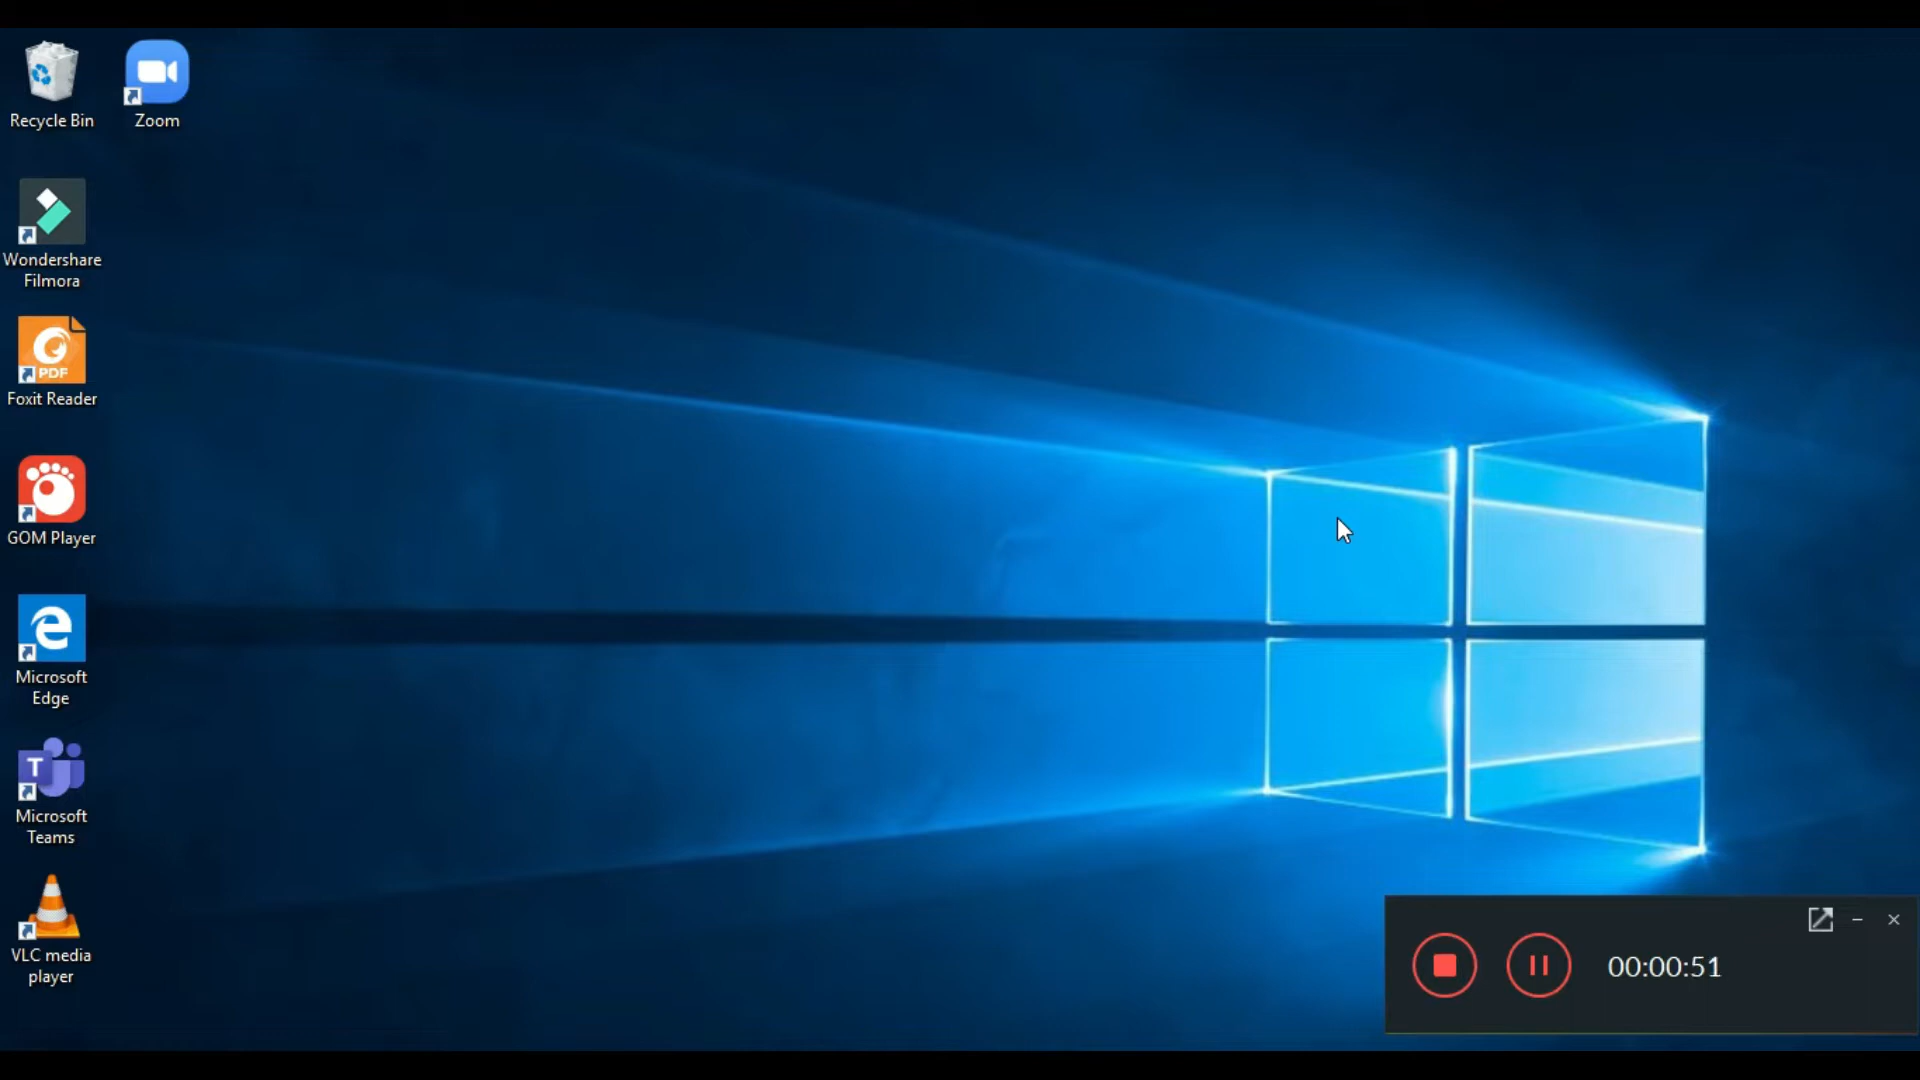 Recycle Bin
Zoom
Wondershare
Filmora
PDF
Foxit Reader
GOM Player
Microsoft
Edge
T
Microsoft
Teams
VLC media
player
00:00:51